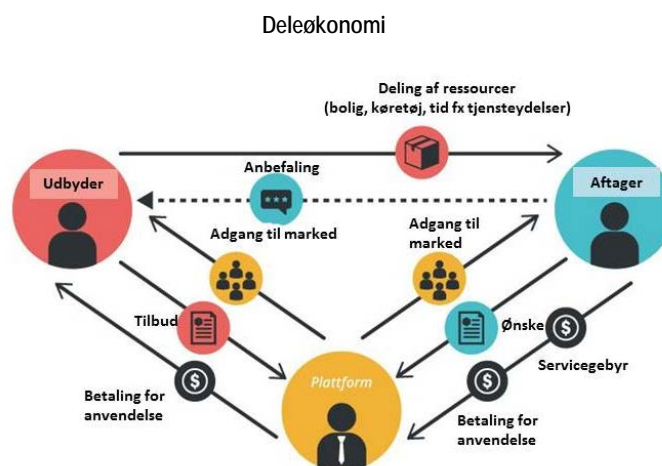 Deleøkonomi
Deling af ressourcer
(bolig, køretøj, tid fx tjensteydelser)
Anbefaling
Udbyder
Aftager
Adgang til marked
Adgang til
marked
Tilbud
Ønske
Plattform
Servicegebyr
Betaling for
anvendelse
Betaling for
anvendelse